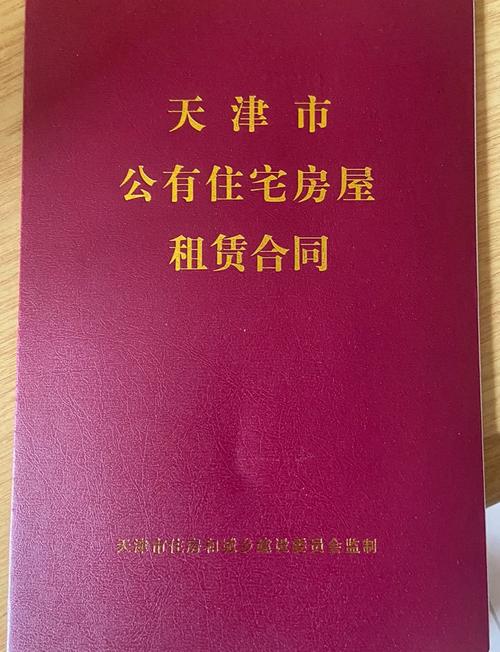 天津市
公有住宅房屋
租赁合同
天津市住房和城乡建设委员会监制